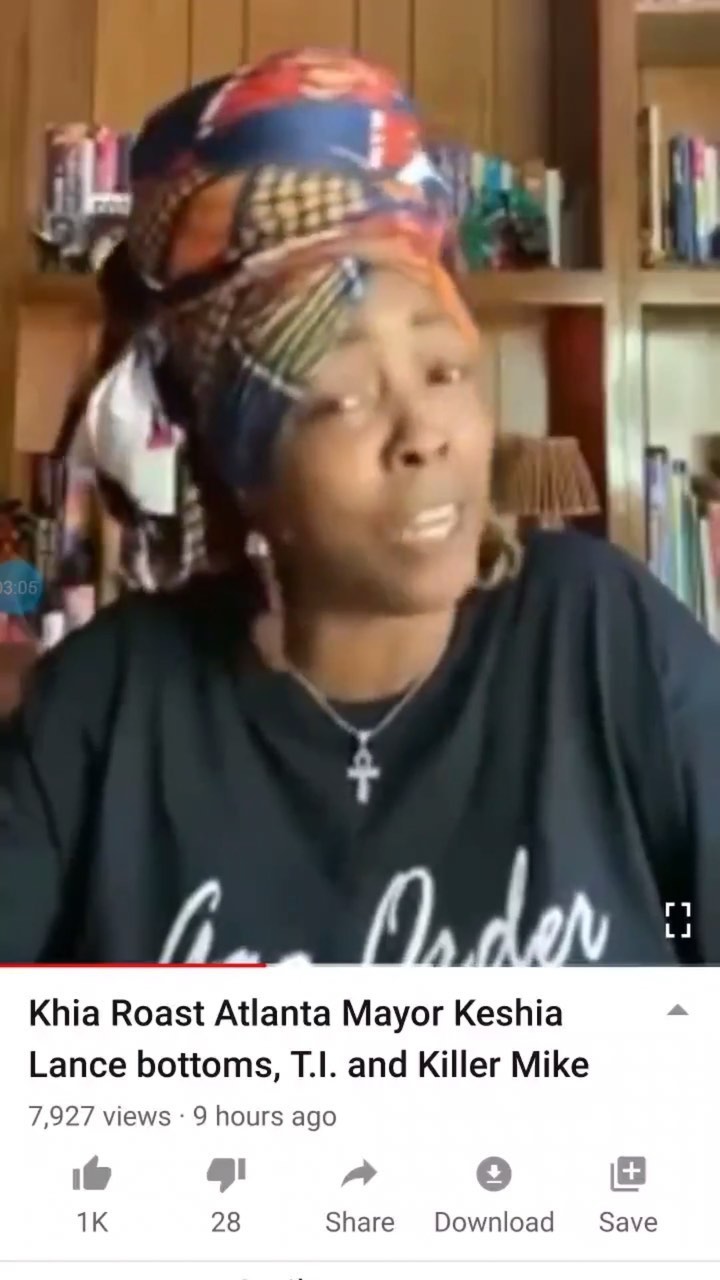 03:05
Order
Khia Roast Atlanta Mayor Keshia
Lance bottoms, T.I. and Killer Mike
7,927 views · 9 hours ago
1K
28
Share
Download
Save